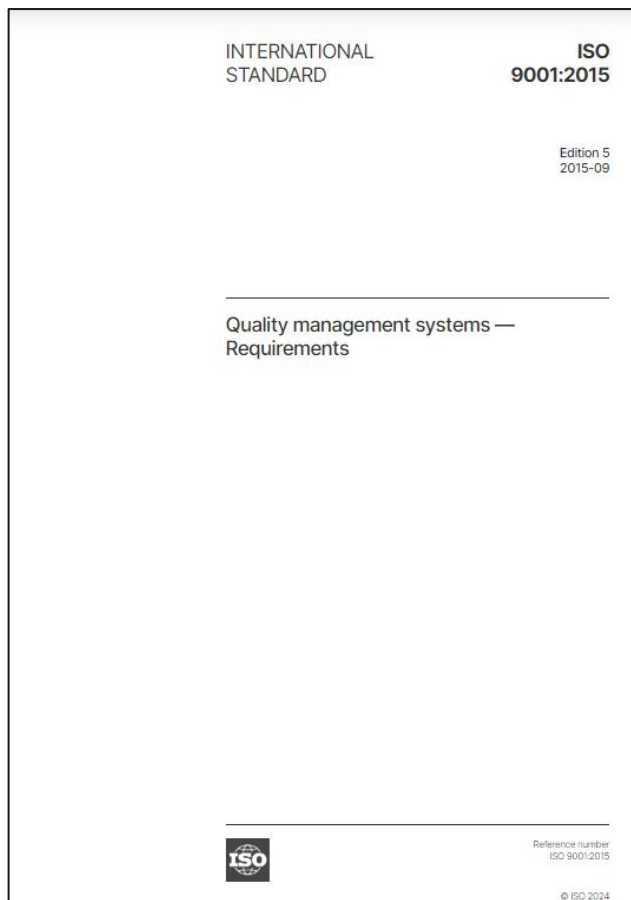 INTERNATIONAL
STANDARD
ISO
9001:2015
Edition 5
2015-09
Quality management systems —
Requirements
ISO
Reference number
ISO 9001:2015
© ISO 2024